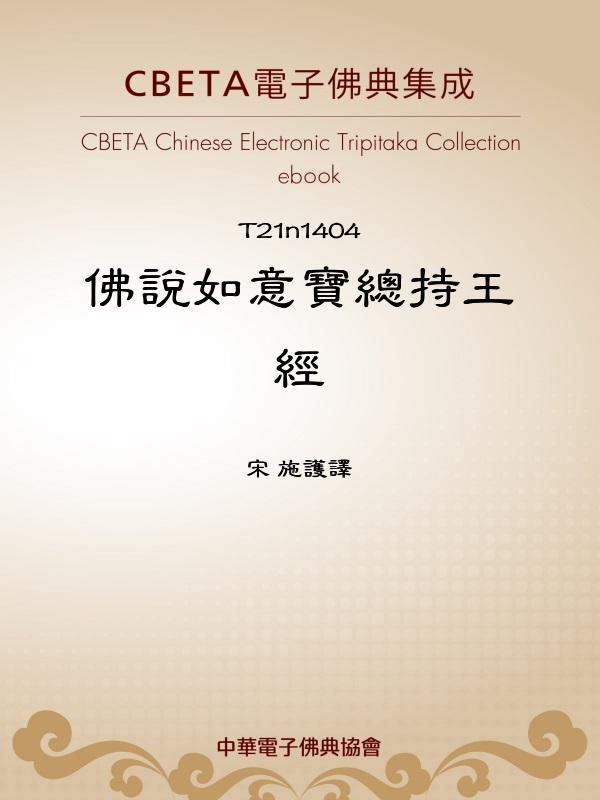 CBETA電子佛典集成
CBETA Chinese Electronic Tripitaka Collection
ebook
T21n1404
佛說如意寶總持王
經
宋 施護譯
中華電子佛典協會